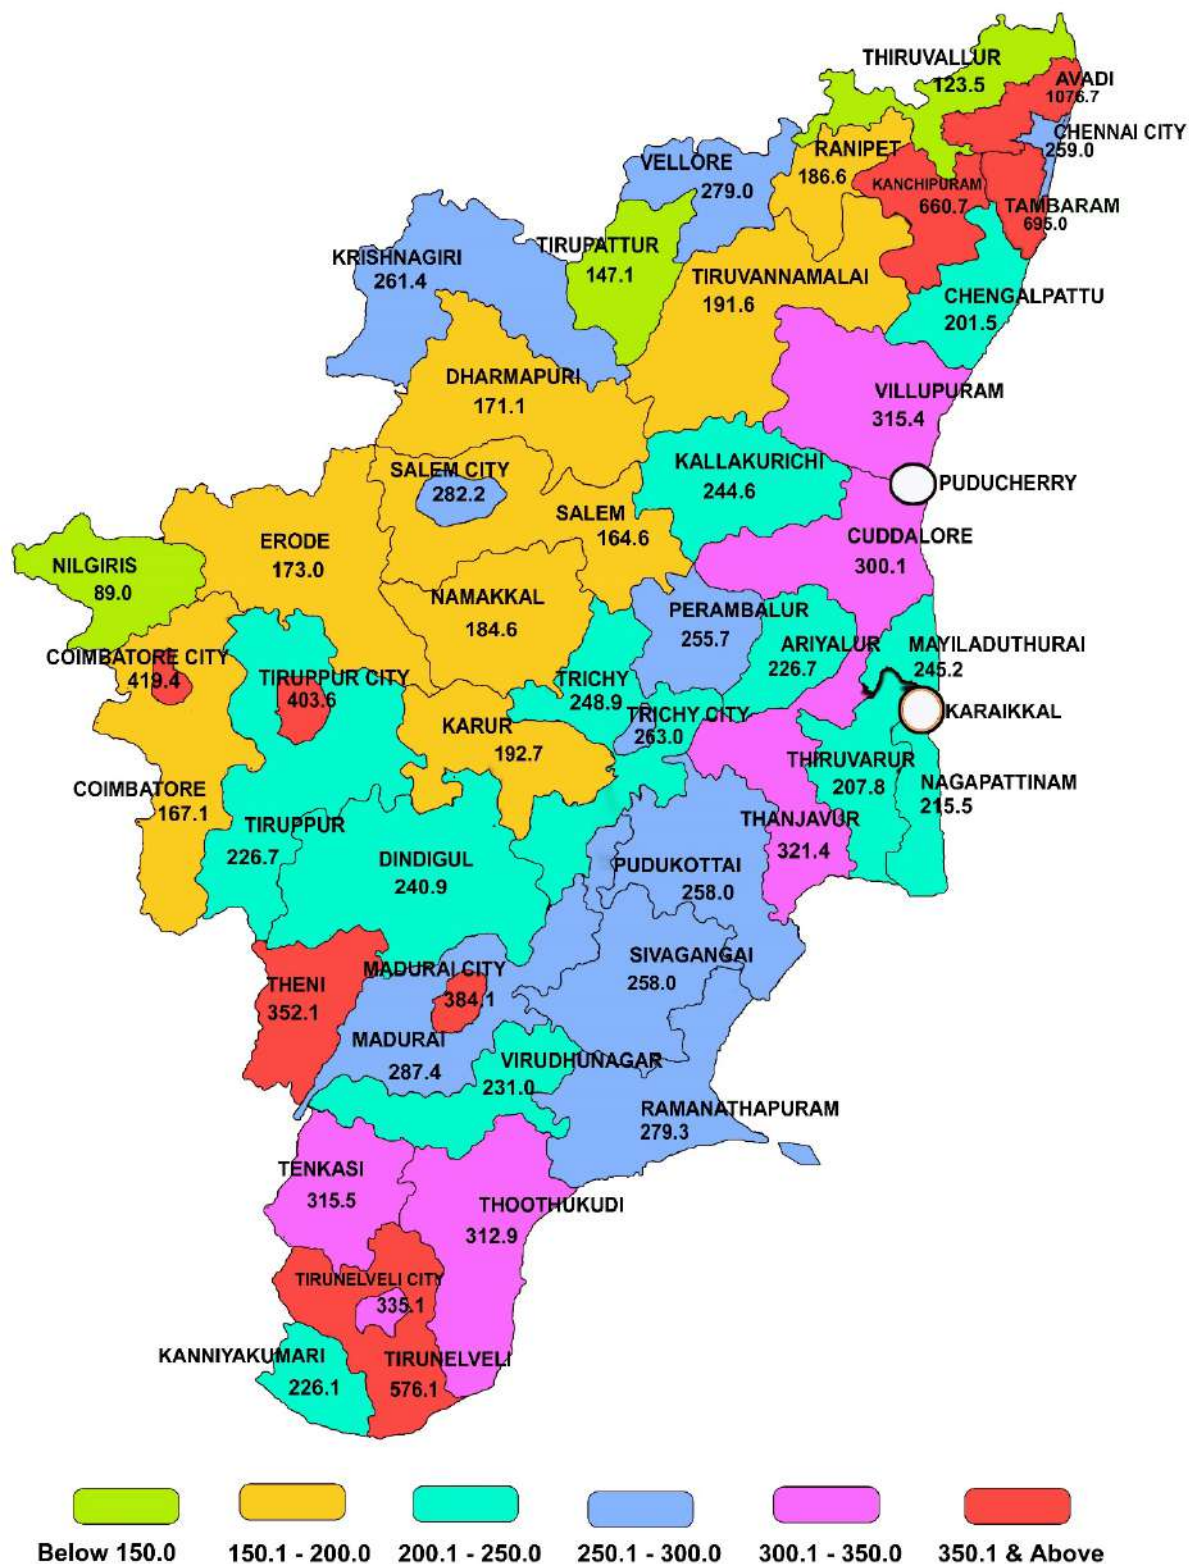 THIRUVALLUR
123.5
AVADI
1076.7
CHENNAI CITY
259.0
RANIPET
186.6
VELLORE
279.0
KANCHIPURAM
660.7
TAMBARAM
695.0
TIRUPATTUR
147.1
KRISHNAGIRI
261.4
TIRUVANNAMALAI
191.6
CHENGALPATTU
201.5
DHARMAPURI
171.1
VILLUPURAM
315.4
SALEM CITY
282.2
KALLAKURICHI
244.6
PUDUCHERRY
SALEM
164.6
ERODE
173.0
CUDDALORE
300.1
NILGIRIS
89.0
NAMAKKAL
184.6
PERAMBALUR
255.7
ARIYALUR
226.7
MAYILADUTHURAI
245.2
COIMBATORE CITY
419.4
TIRUPPUR CITY
403.6
TRICHY
248.9
TRICHY CITY
263.0
KARAIKKAL
KARUR
192.7
THIRUVARUR
207.8
NAGAPATTINAM
215.5
COIMBATORE
167.1
TIRUPPUR
226.7
THANJAVUR
321.4
DINDIGUL
240.9
PUDUKOTTAI
258.0
SIVAGANGAI
258.0
THENI
352.1
MADURAI CITY
384.1
MADURAI
287.4
VIRUDHUNAGAR
231.0
RAMANATHAPURAM
279.3
TENKASI
315.5
THOOTHUKUDI
312.9
TIRUNELVELI CITY
335.1
KANNIYAKUMARI
226.1
TIRUNELVELI
576.1
Below 150.0
150.1 - 200.0
200.1 - 250.0
250.1 - 300.0
300.1 - 350.0
350.1 & Above